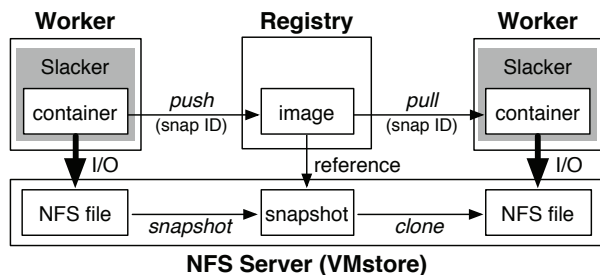 Worker Registry Worker
Slacker Slacker
container push (snap ID) image pull (snap ID) container
I/O reference I/O
NFS file snapshot snapshot clone NFS file
NFS Server (VMstore)